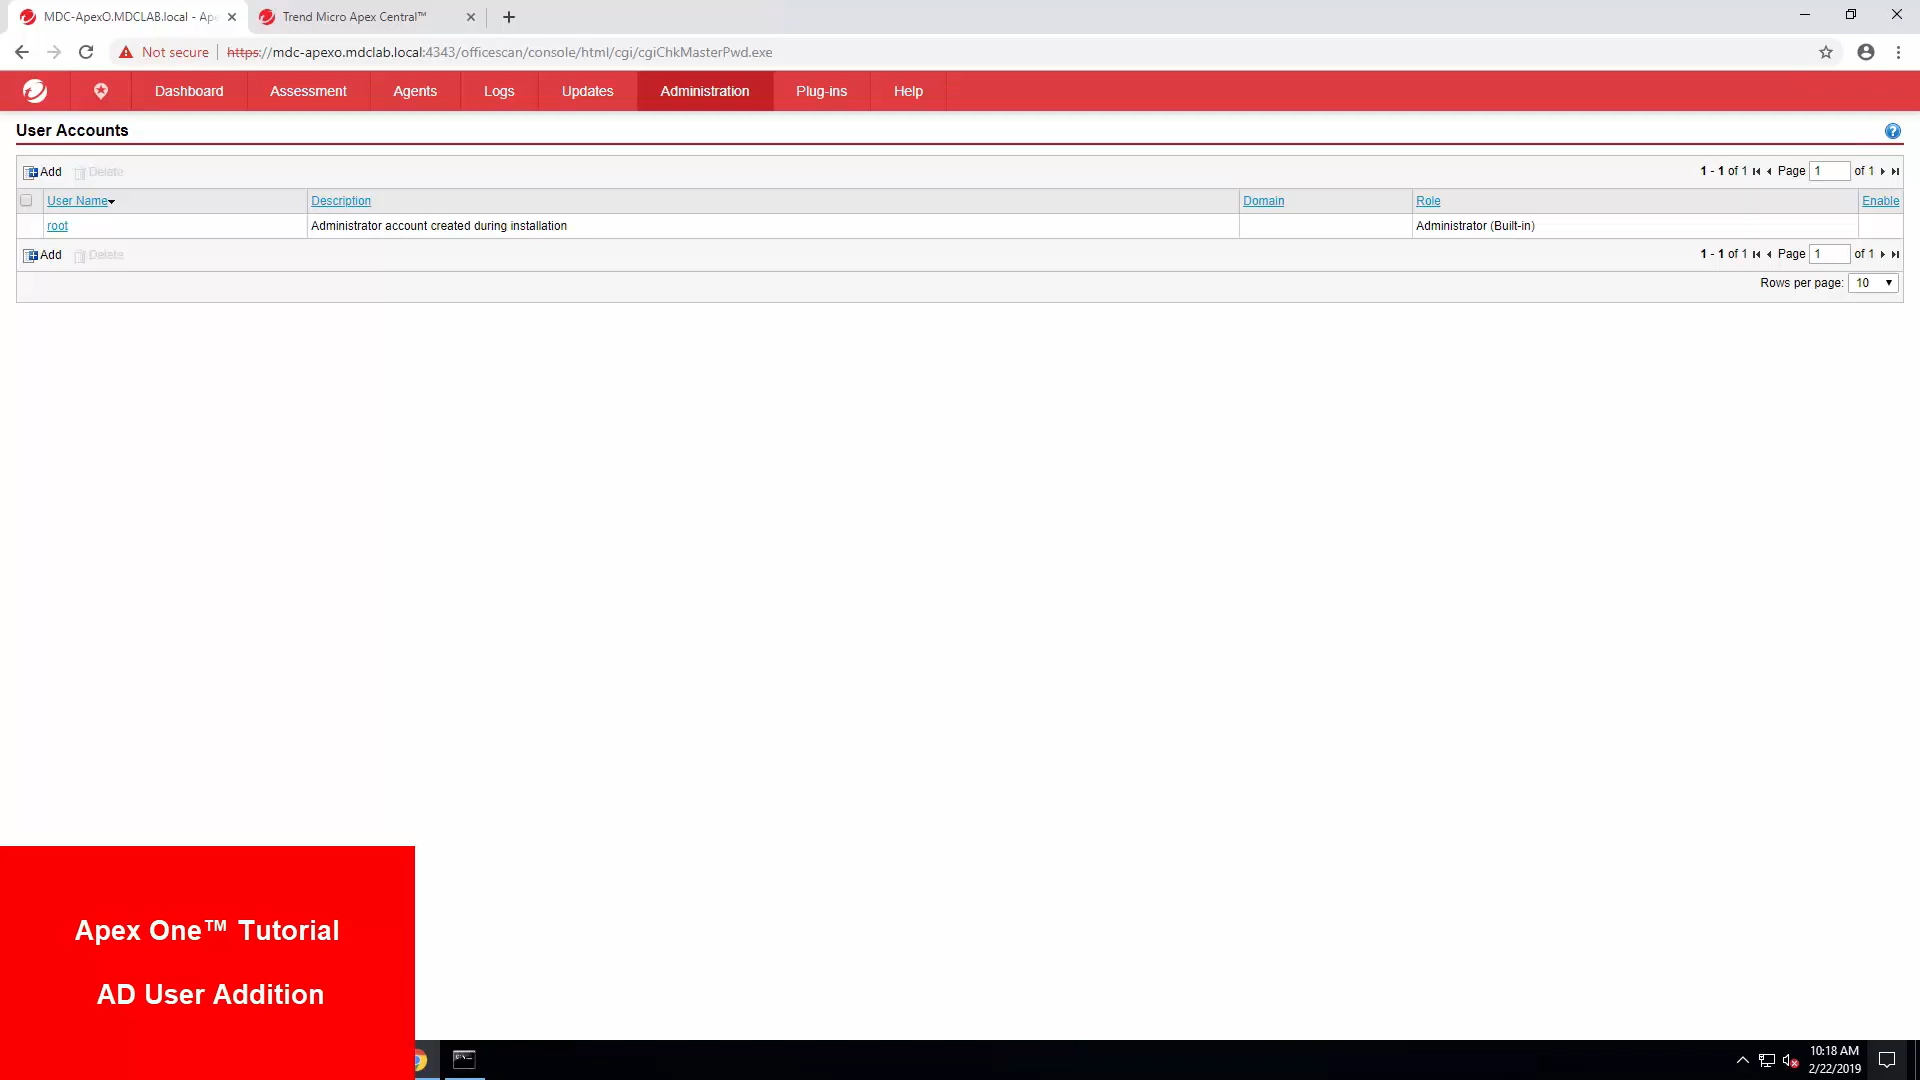 MDC-ApexO.MDCLAB.local - Ape
Trend Micro Apex Central™
Not secure
https://mdc-apexo.mdclab.local:4343/officescan/console/html/cgi/cgiChkMasterPwd.exe
Dashboard
Assessment
Agents
Logs
Updates
Administration
Plug-ins
Help
User Accounts
?
Add Delete
1 - 1 of 1 Page 1 of 1
User Name Description Domain Role Enable
root Administrator account created during installation Administrator (Built-in)
Add Delete
1 - 1 of 1 Page 1 of 1
Rows per page: 10
Apex One™ Tutorial
AD User Addition
10:18 AM
2/22/2019